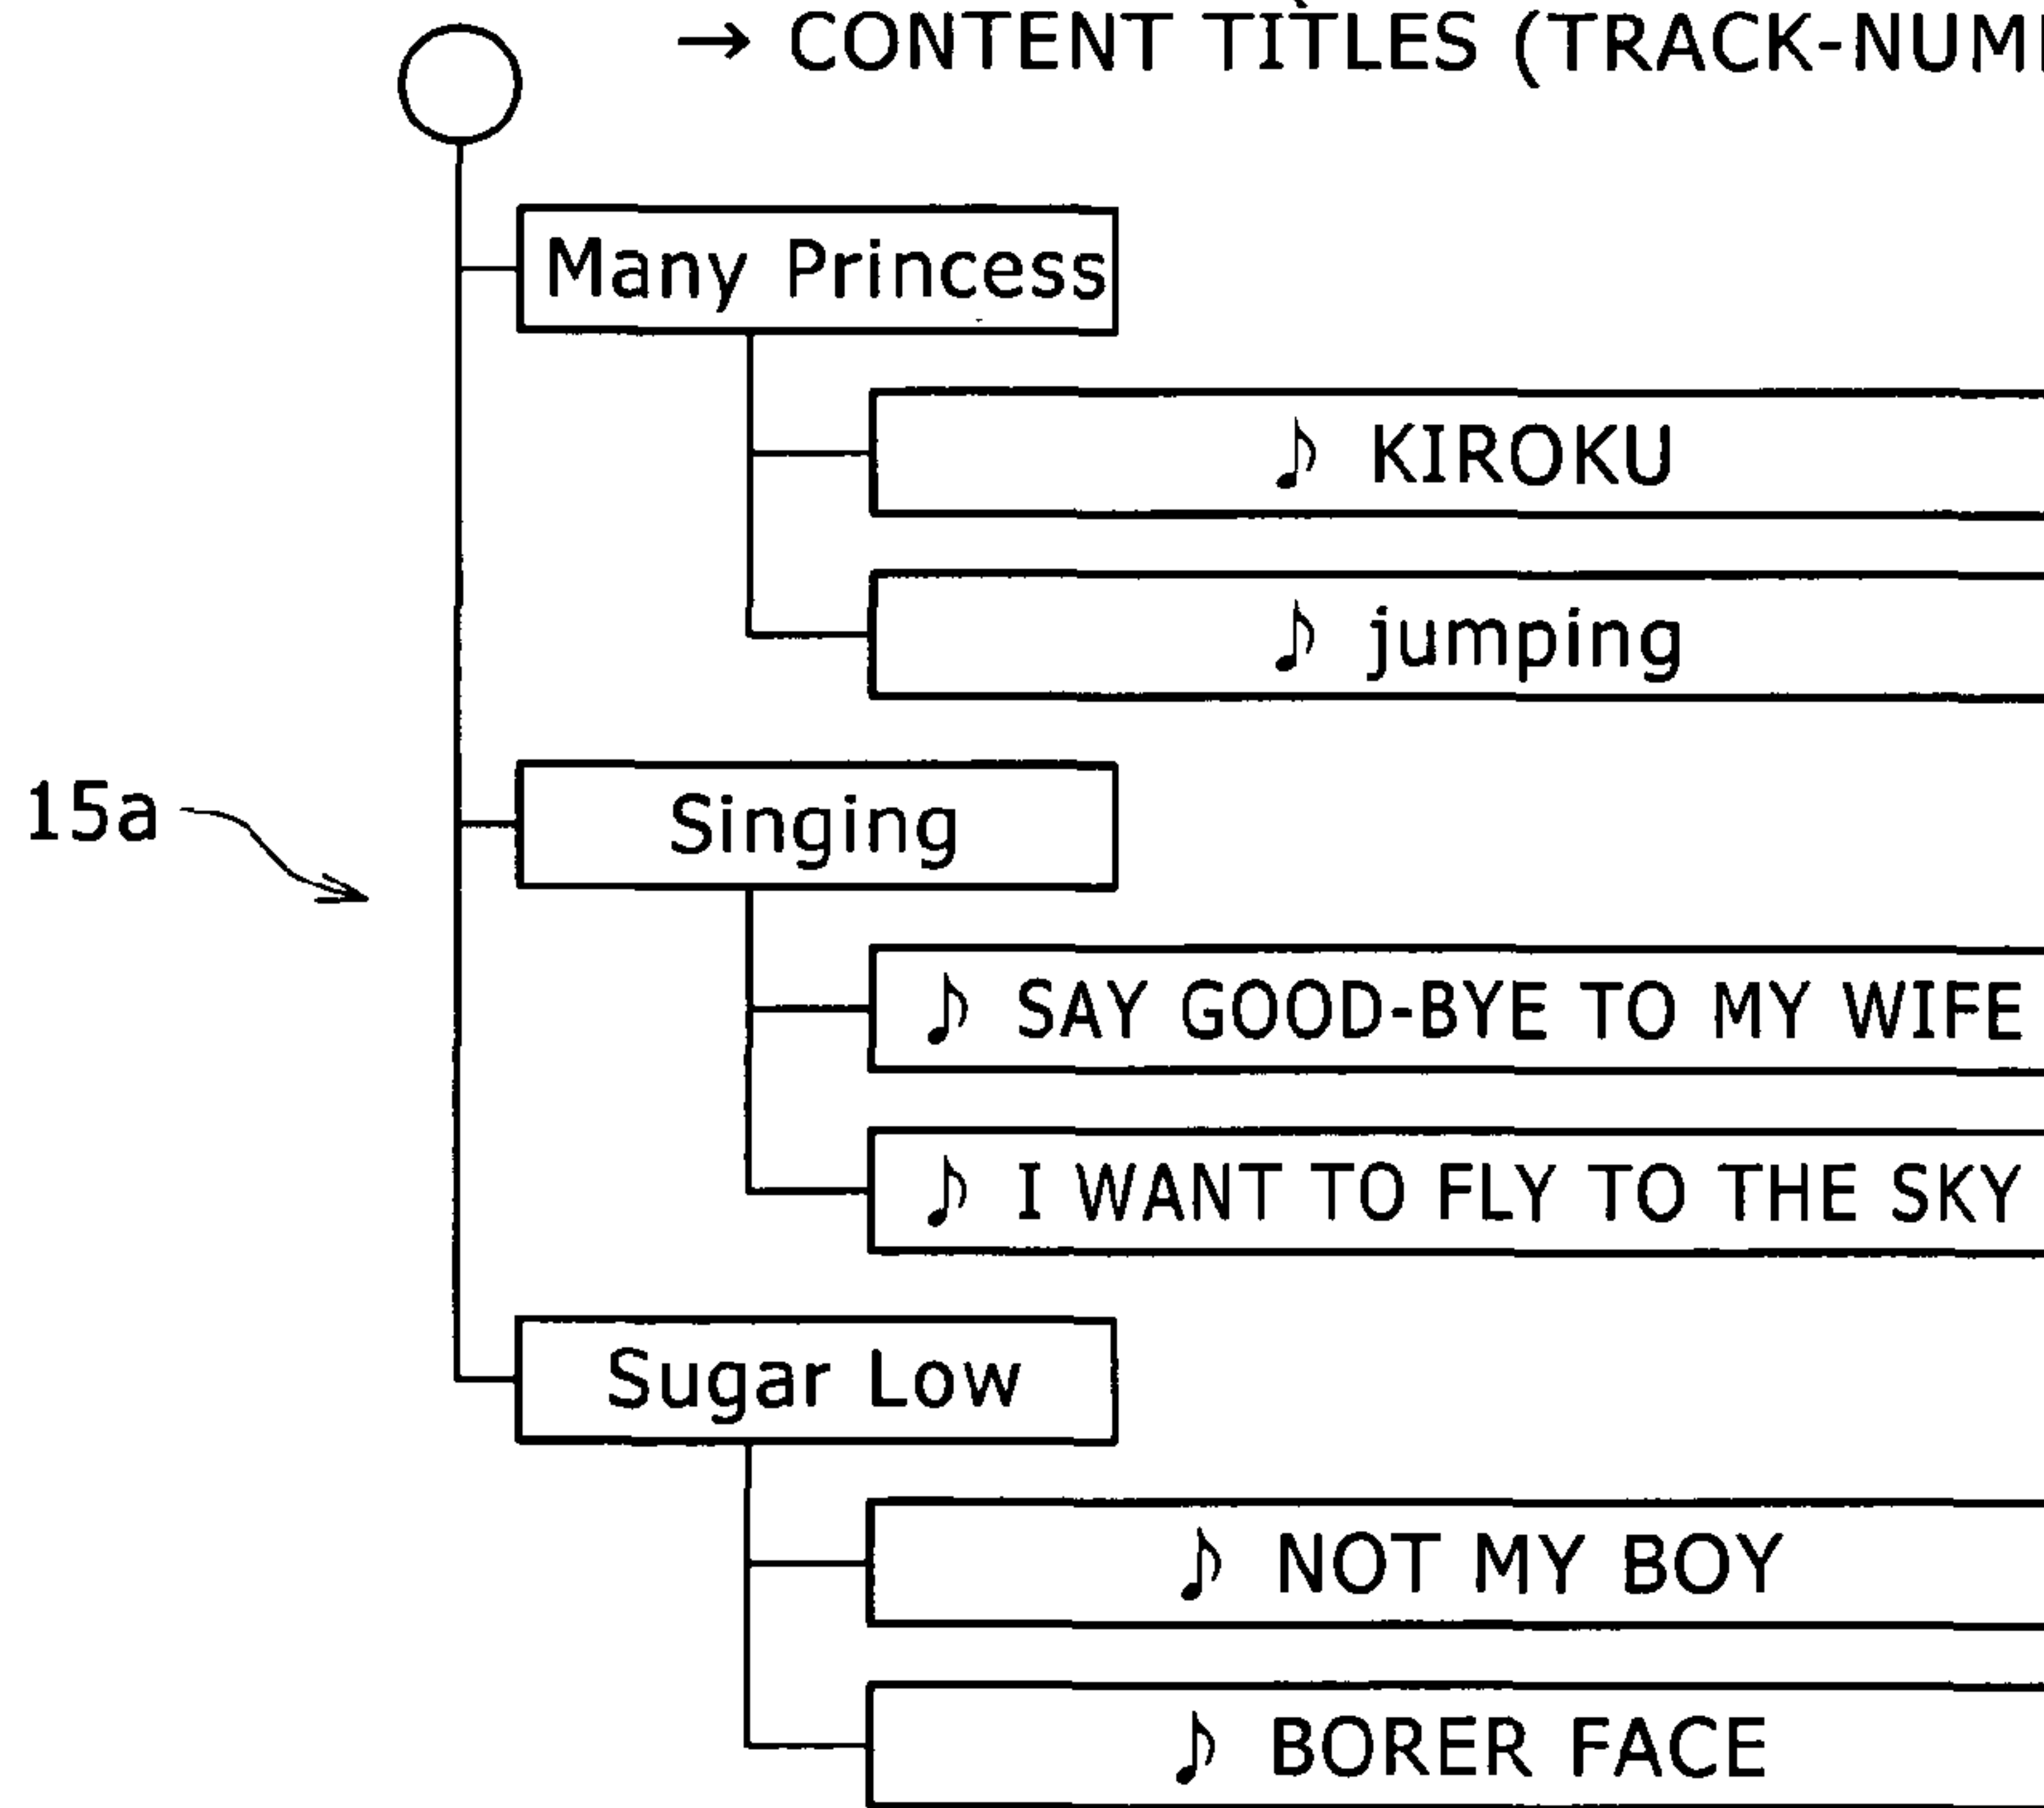 → CONTENT TITLES (TRACK-NUM
Many Princess
♪ KIROKU
♪ jumping
15a
Singing
♪ SAY GOOD-BYE TO MY WIFE
♪ I WANT TO FLY TO THE SKY
Sugar Low
♪ NOT MY BOY
♪ BORER FACE